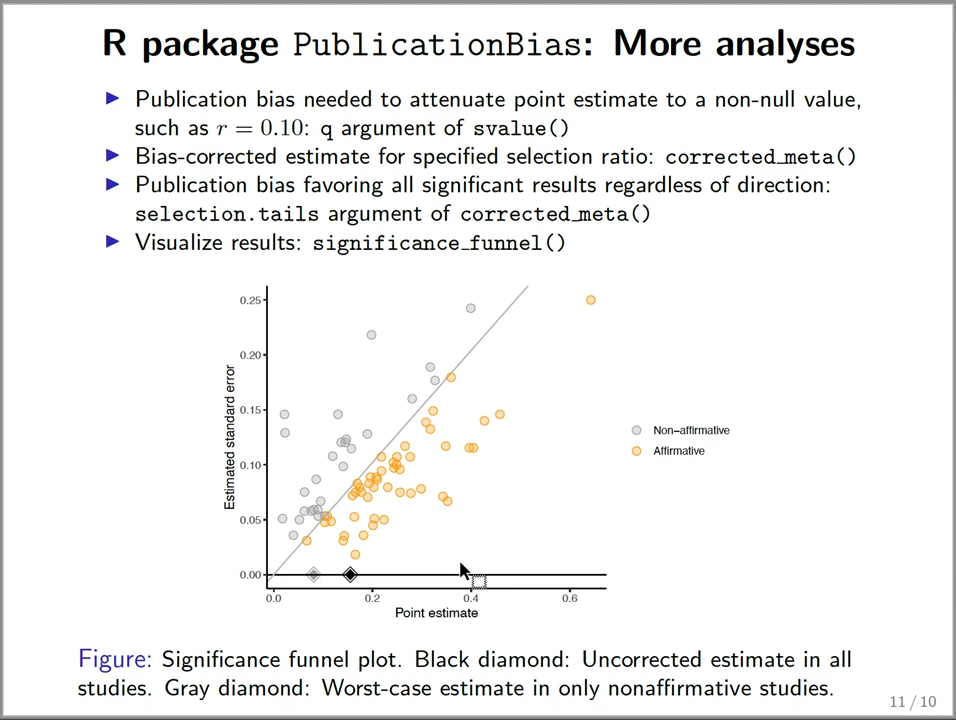 R package PublicationBias: More analyses
Publication bias needed to attenuate point estimate to a non-null value,
such as r = 0.10: q argument of svalue()
Bias-corrected estimate for specified selection ratio: corrected_meta()
Publication bias favoring all significant results regardless of direction:
selection.tails argument of corrected_meta()
Visualize results: significance_funnel()
0.25
0.20
0.15
0.10
0.05
0.00
Estimated standard error
0.0 0.2 0.4 0.6
Point estimate
Non−affirmative
Affirmative
Figure: Significance funnel plot. Black diamond: Uncorrected estimate in all
studies. Gray diamond: Worst-case estimate in only nonaffirmative studies.
11 / 10